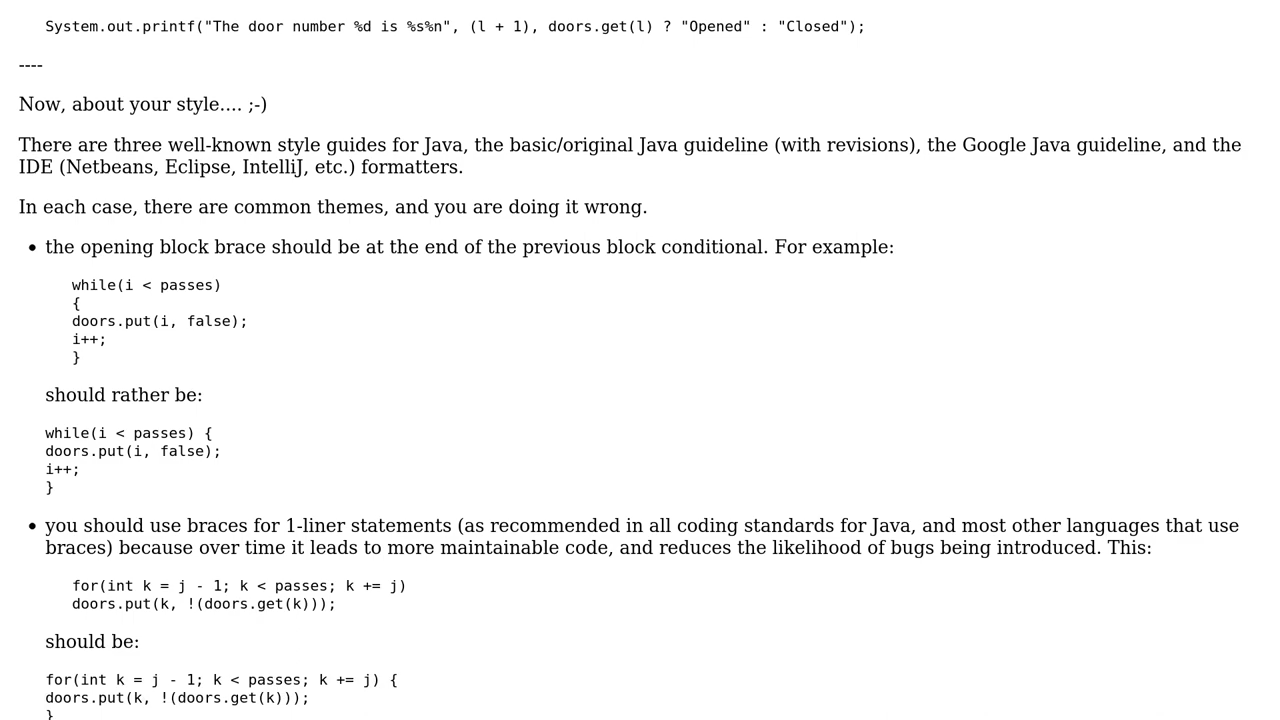 System.out.printf("The door number %d is %s%n", (l + 1), doors.get(l) ? "Opened" : "Closed");
----
Now, about your style.... ;-)
There are three well-known style guides for Java, the basic/original Java guideline (with revisions), the Google Java guideline, and the
IDE (Netbeans, Eclipse, IntelliJ, etc.) formatters.
In each case, there are common themes, and you are doing it wrong.
• the opening block brace should be at the end of the previous block conditional. For example:
while(i < passes)
{
doors.put(i, false);
i++;
}
should rather be:
while(i < passes) {
doors.put(i, false);
i++;
}
• you should use braces for 1-liner statements (as recommended in all coding standards for Java, and most other languages that use
braces) because over time it leads to more maintainable code, and reduces the likelihood of bugs being introduced. This:
for(int k = j - 1; k < passes; k += j)
doors.put(k, !(doors.get(k)));
should be:
for(int k = j - 1; k < passes; k += j) {
doors.put(k, !(doors.get(k)));
}